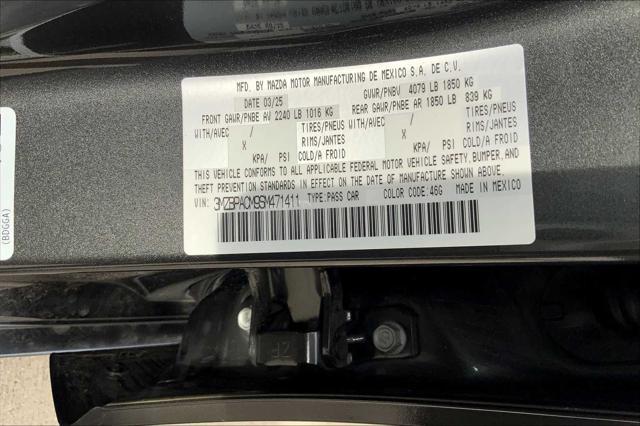 MFD. BY MAZDA MOTOR MANUFACTURING DE MEXICO S.A. DE C.V.
DATE 03/25 GVWR/PNBV 4079 LB 1850 KG
FRONT GAWR/PNBE AV 2240 LB 1016 KG REAR GAWR/PNBE AR 1850 LB 839 KG
WITH/AVEC / TIRES/PNEUS WITH/AVEC / TIRES/PNEUS
X RIMS/JANTES X RIMS/JANTES
KPA/ PSI COLD/A FROID KPA/ PSI COLD/A FROID
THIS VEHICLE CONFORMS TO ALL APPLICABLE FEDERAL MOTOR VEHICLE SAFETY, BUMPER, AND
THEFT PREVENTION STANDARDS IN EFFECT ON THE DATE OF MANUFACTURE SHOWN ABOVE.
VIN: 3MZBPACM9SM471411 TYPE:PASS CAR COLOR CODE:46G MADE IN MEXICO
(BDGGA)